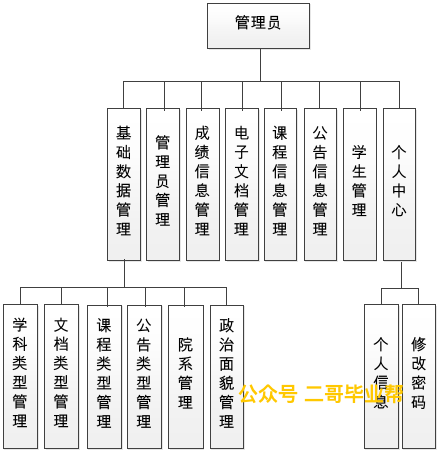 管理员
基础数据管理
管理员管理
成绩信息管理
电子文档管理
课程信息管理
公告信息管理
学生管理
个人中心
学科类型管理
文档类型管理
课程类型管理
公告类型管理
院系管理
政治面貌管理
个人信息
修改密码
公众号 二哥毕业帮